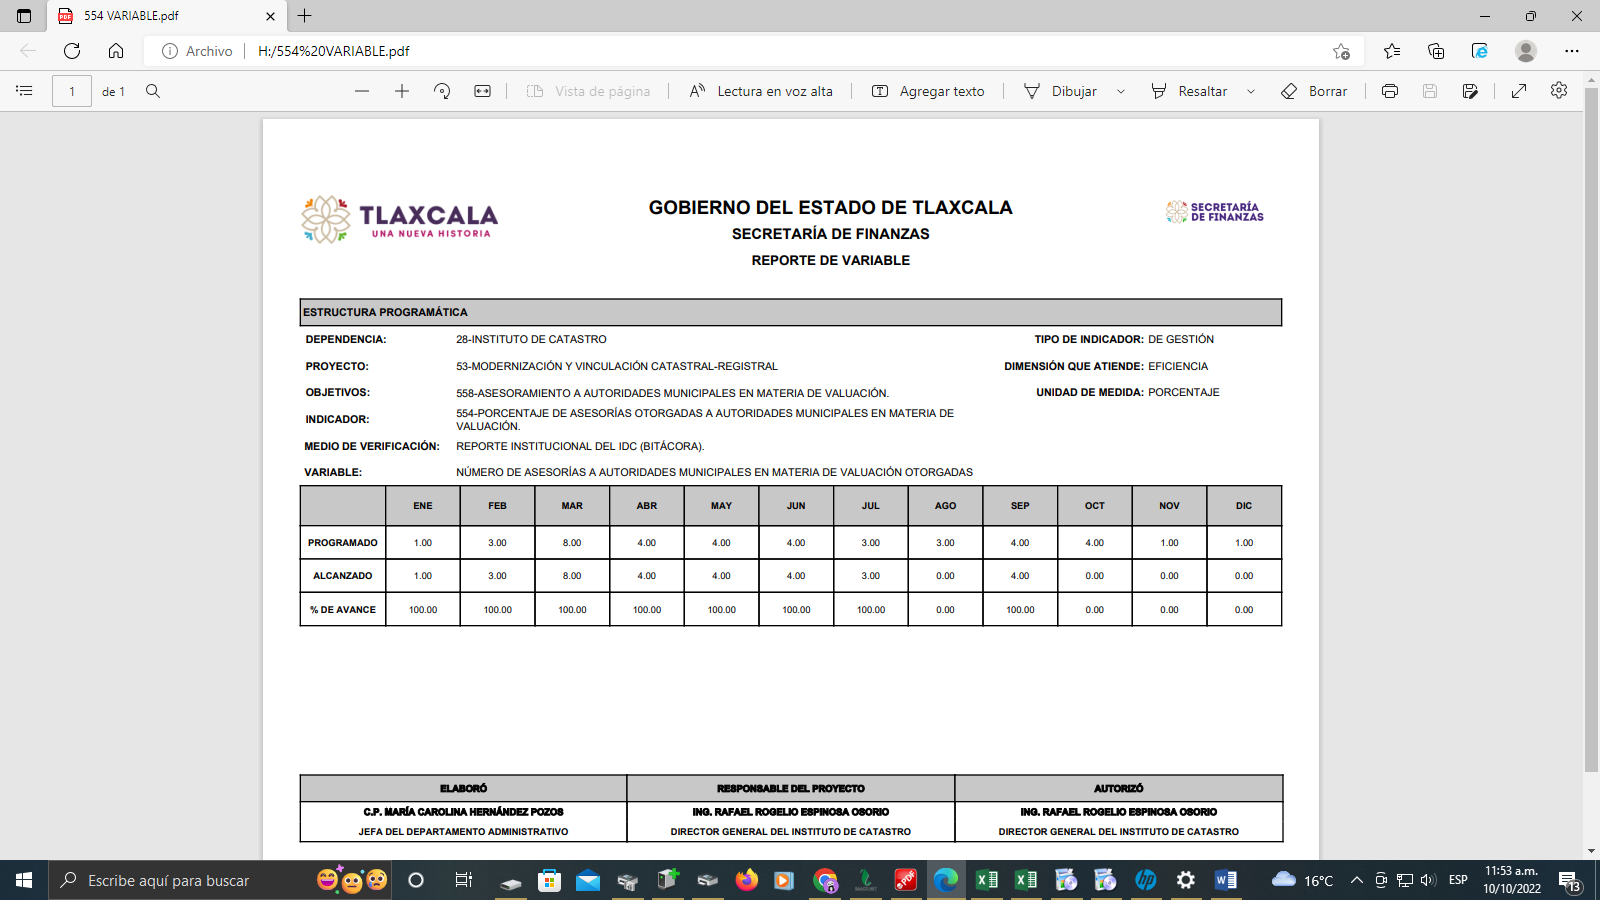 554 VARIABLE.pdf
Archivo H:/554%20VARIABLE.pdf
1 de 1 Vista de página Lectura en voz alta Agregar texto Dibujar Resaltar Borrar
TLAXCALA
UNA NUEVA HISTORIA
GOBIERNO DEL ESTADO DE TLAXCALA
SECRETARÍA DE FINANZAS
REPORTE DE VARIABLE
SECRETARÍA
DE FINANZAS
ESTRUCTURA PROGRAMÁTICA
DEPENDENCIA: 28-INSTITUTO DE CATASTRO TIPO DE INDICADOR: DE GESTIÓN
PROYECTO: 53-MODERNIZACIÓN Y VINCULACIÓN CATASTRAL-REGISTRAL DIMENSIÓN QUE ATIENDE: EFICIENCIA
OBJETIVOS: 558-ASESORAMIENTO A AUTORIDADES MUNICIPALES EN MATERIA DE VALUACIÓN. UNIDAD DE MEDIDA: PORCENTAJE
INDICADOR: 554-PORCENTAJE DE ASESORÍAS OTORGADAS A AUTORIDADES MUNICIPALES EN MATERIA DE
VALUACIÓN.
MEDIO DE VERIFICACIÓN: REPORTE INSTITUCIONAL DEL IDC (BITÁCORA).
VARIABLE: NÚMERO DE ASESORÍAS A AUTORIDADES MUNICIPALES EN MATERIA DE VALUACIÓN OTORGADAS
ENE FEB MAR ABR MAY JUN JUL AGO SEP OCT NOV DIC
PROGRAMADO 1.00 3.00 8.00 4.00 4.00 4.00 3.00 3.00 4.00 4.00 1.00 1.00
ALCANZADO 1.00 3.00 8.00 4.00 4.00 4.00 3.00 0.00 4.00 0.00 0.00 0.00
% DE AVANCE 100.00 100.00 100.00 100.00 100.00 100.00 100.00 0.00 100.00 0.00 0.00 0.00
ELABORÓ RESPONSABLE DEL PROYECTO AUTORIZÓ
C.P. MARÍA CAROLINA HERNÁNDEZ POZOS ING. RAFAEL ROGELIO ESPINOSA OSORIO ING. RAFAEL ROGELIO ESPINOSA OSORIO
JEFA DEL DEPARTAMENTO ADMINISTRATIVO DIRECTOR GENERAL DEL INSTITUTO DE CATASTRO DIRECTOR GENERAL DEL INSTITUTO DE CATASTRO
Escribe aquí para buscar 16°C ESP 11:53 a.m.
10/10/2022 13